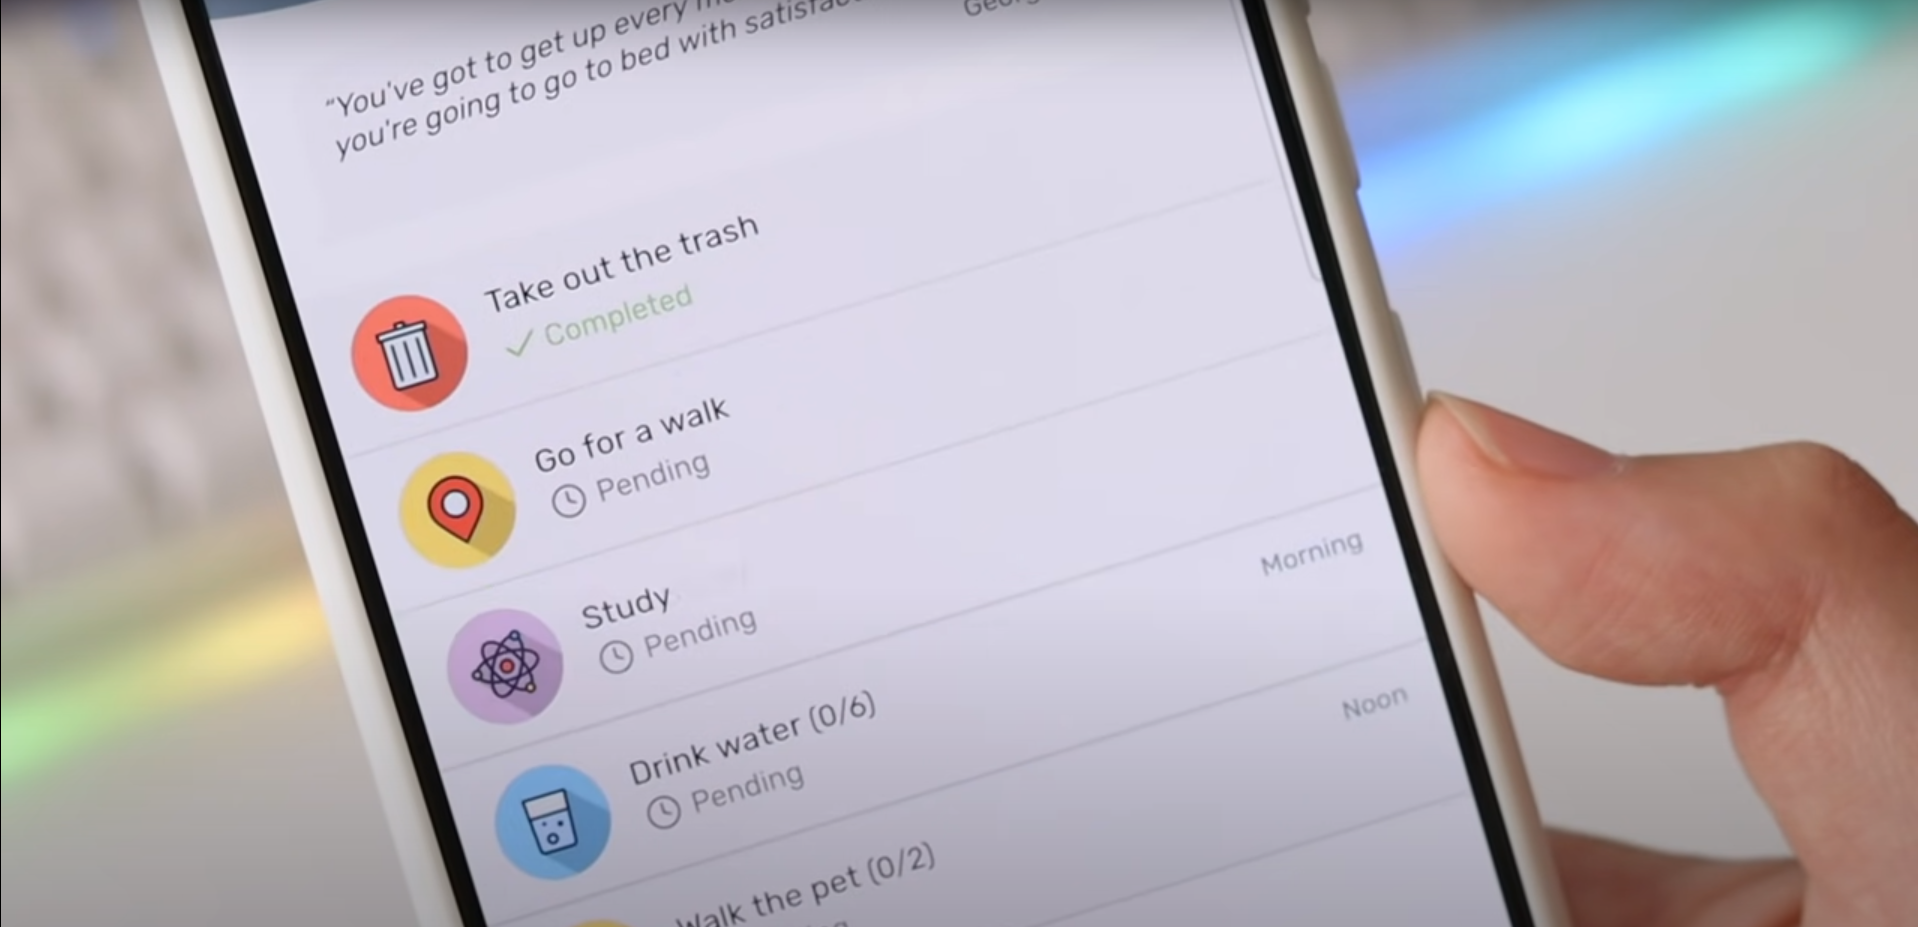 “You've got to get up every
you're going to go to bed with
Take out the trash
✓ Completed
Go for a walk
Pending
Study
Pending
Morning
Drink water (0/6)
Pending
Noon
Walk the pet (0/2)